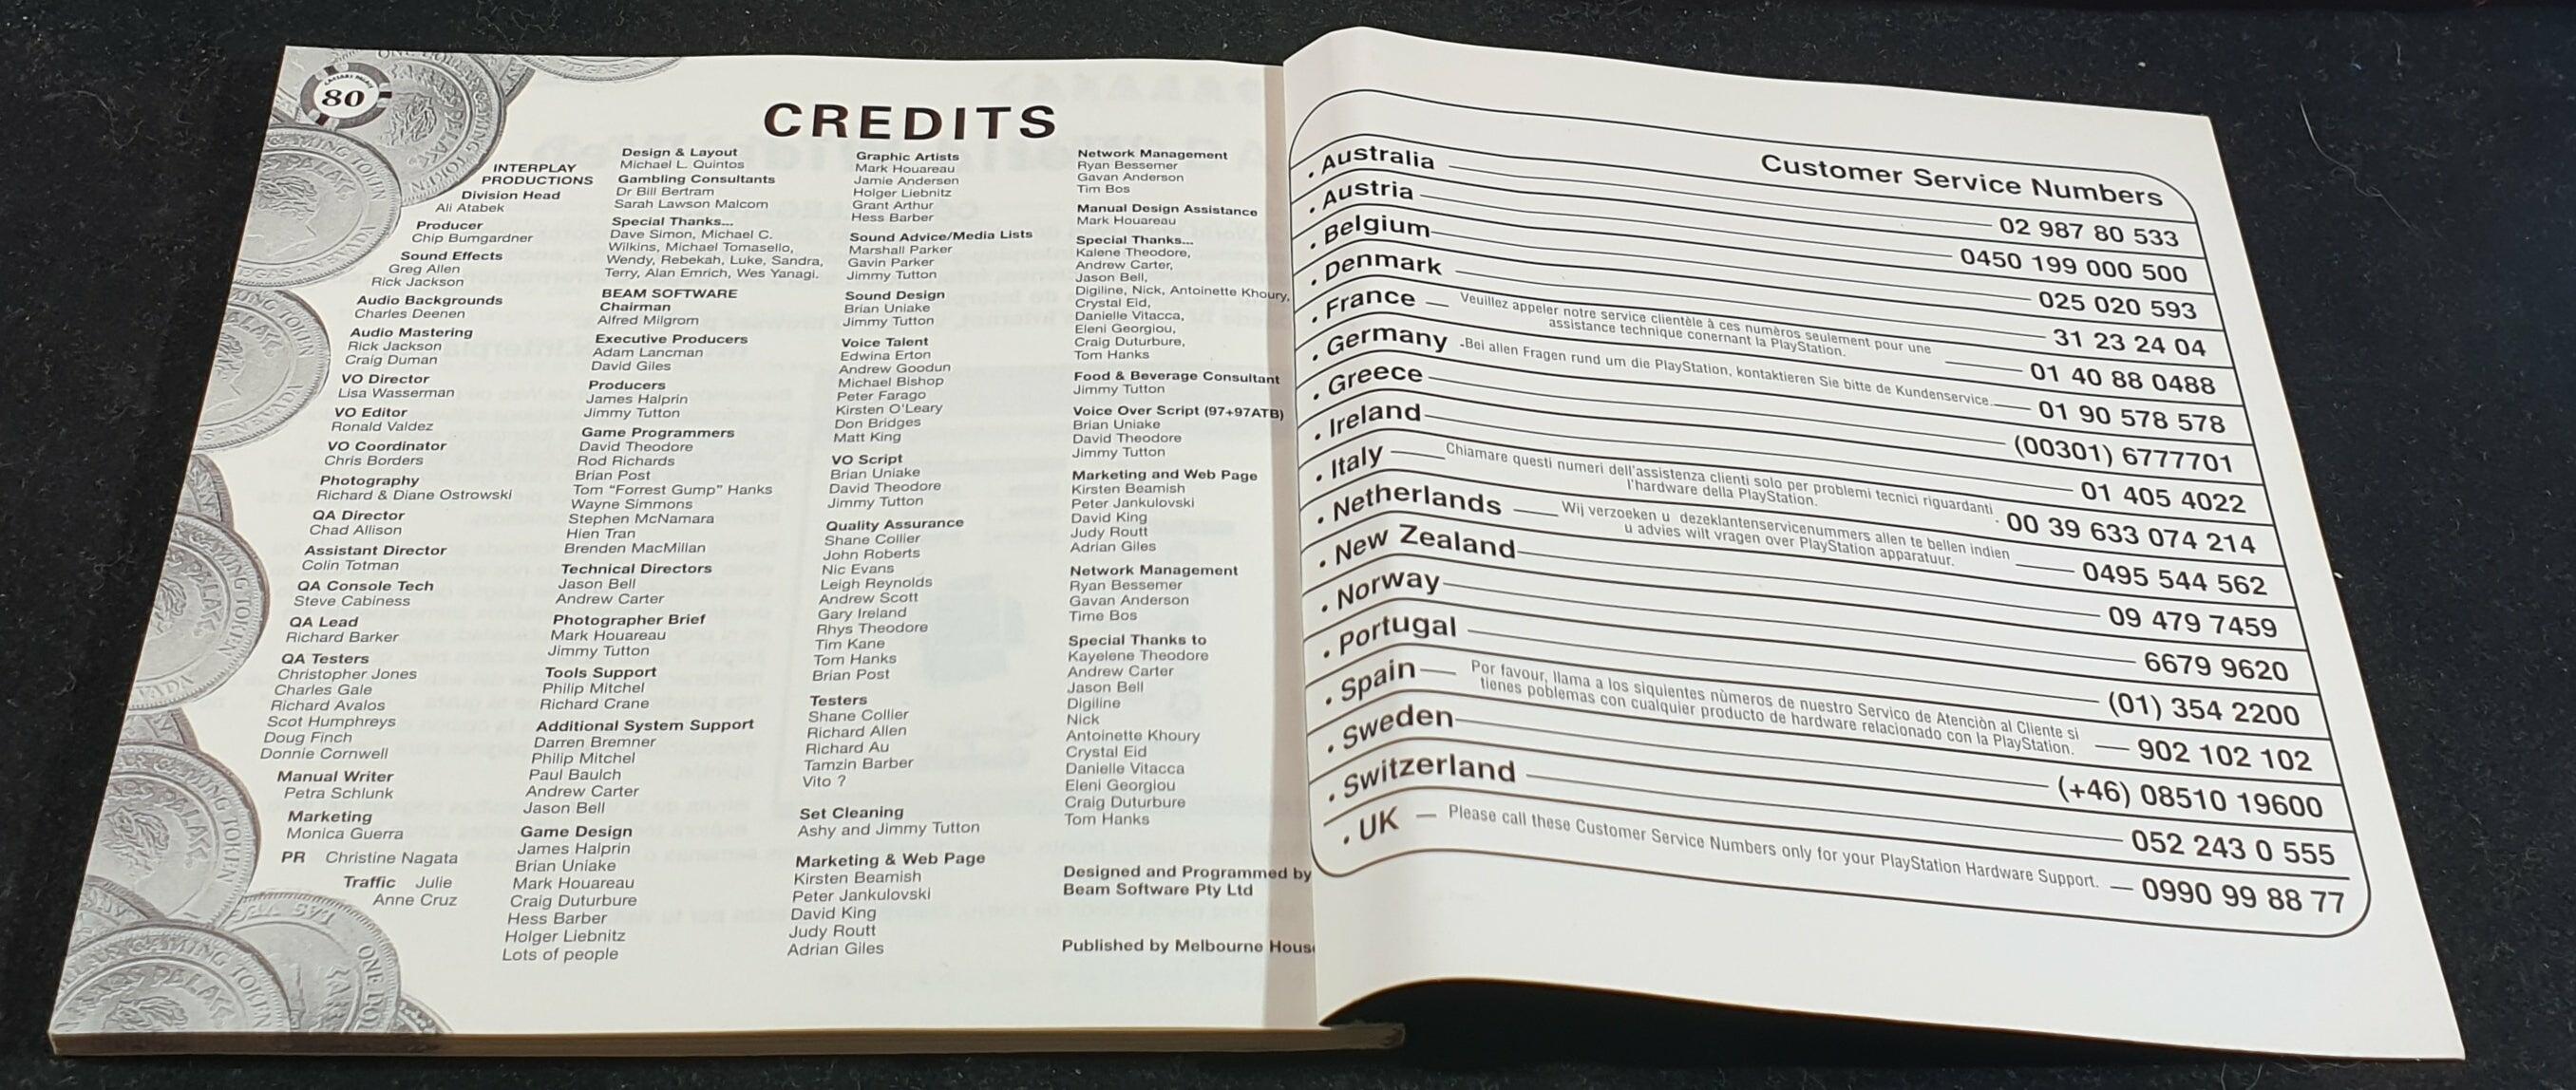 80
CREDITS
INTERPLAY
PRODUCTIONS
Division Head
Ali Atabek
Producer
Chip Bumgardner
Sound Effects
Greg Allen
Rick Jackson
Audio Backgrounds
Charles Deenen
Audio Mastering
Rick Jackson
Craig Duman
VO Director
Lisa Wasserman
VO Editor
Ronald Valdez
VO Coordinator
Chris Borders
Photography
Richard & Diane Ostrowski
QA Director
Chad Allison
Assistant Director
Colin Totman
QA Console Tech
Steve Cabiness
QA Lead
Richard Barker
QA Testers
Christopher Jones
Charles Gale
Richard Avalos
Scot Humphreys
Doug Finch
Donnie Cornwell
Manual Writer
Petra Schlunk
Marketing
Monica Guerra
PR Christine Nagata
Traffic Julie
Anne Cruz
Design & Layout
Michael L. Quintos
Gambling Consultants
Dr Bill Bertram
Sarah Lawson Malcom
Special Thanks...
Dave Simon, Michael C.
Wilkins, Michael Tomasello,
Wendy, Rebekah, Luke, Sandra,
Terry, Alan Emrich, Wes Yanagi.
BEAM SOFTWARE
Chairman
Alfred Milgrom
Executive Producers
Adam Lancman
David Giles
Producers
James Halprin
Jimmy Tutton
Game Programmers
David Theodore
Rod Richards
Brian Post
Tom "Forrest Gump" Hanks
Wayne Simmons
Stephen McNamara
Hien Tran
Brenden MacMillan
Technical Directors
Jason Bell
Andrew Carter
Photographer Brief
Mark Houareau
Jimmy Tutton
Tools Support
Philip Mitchel
Richard Crane
Additional System Support
Darren Bremner
Philip Mitchel
Paul Baulch
Andrew Carter
Jason Bell
Game Design
James Halprin
Brian Uniake
Mark Houareau
Craig Duturbure
Hess Barber
Holger Liebnitz
Lots of people
Graphic Artists
Mark Houareau
Jamie Andersen
Holger Liebnitz
Grant Arthur
Hess Barber
Sound Advice/Media Lists
Marshall Parker
Gavin Parker
Jimmy Tutton
Sound Design
Brian Uniake
Jimmy Tutton
Voice Talent
Edwina Erton
Andrew Goodun
Michael Bishop
Peter Farago
Kirsten O'Leary
Don Bridges
Matt King
VO Script
Brian Uniake
David Theodore
Jimmy Tutton
Quality Assurance
Shane Collier
John Roberts
Nic Evans
Leigh Reynolds
Andrew Scott
Gary Ireland
Rhys Theodore
Tim Kane
Tom Hanks
Brian Post
Testers
Shane Collier
Richard Allen
Richard Au
Tamzin Barber
Vito ?
Set Cleaning
Ashy and Jimmy Tutton
Marketing & Web Page
Kirsten Beamish
Peter Jankulovski
David King
Judy Routt
Adrian Giles
Network Management
Ryan Bessemer
Gavan Anderson
Tim Bos
Manual Design Assistance
Mark Houareau
Special Thanks...
Kalene Theodore,
Andrew Carter,
Jason Bell,
Digiline, Nick, Antoinette Khoury,
Crystal Eid,
Danielle Vitacca,
Eleni Georgiou,
Craig Duturbure,
Tom Hanks
Food & Beverage Consultant
Jimmy Tutton
Voice Over Script (97+97ATB)
Brian Uniake
David Theodore
Jimmy Tutton
Marketing and Web Page
Kirsten Beamish
Peter Jankulovski
David King
Judy Routt
Adrian Giles
Network Management
Ryan Bessemer
Gavan Anderson
Time Bos
Special Thanks to
Kayelene Theodore
Andrew Carter
Jason Bell
Digiline
Nick
Antoinette Khoury
Crystal Eid
Danielle Vitacca
Eleni Georgiou
Craig Duturbure
Tom Hanks
Designed and Programmed by
Beam Software Pty Ltd
Published by Melbourne House
Customer Service Numbers
• Australia 02 987 80 533
• Austria 0450 199 000 500
• Belgium 025 020 593
• Denmark 31 23 24 04
• France Veuillez appeler notre service clientèle à ces numèros seulement pour une
assistance technique conernant la PlayStation. 01 40 88 0488
• Germany -Bei allen Fragen rund um die PlayStation, kontaktieren Sie bitte de Kundenservice. 01 90 578 578
• Greece (00301) 6777701
• Ireland 01 405 4022
• Italy Chiamare questi numeri dell'assistenza clienti solo per problemi tecnici riguardanti
l'hardware della PlayStation. 00 39 633 074 214
• Netherlands Wij verzoeken u dezeklantenservicenummers allen te bellen indien
u advies wilt vragen over PlayStation apparatuur. 0495 544 562
• New Zealand 09 479 7459
• Norway 6679 9620
• Portugal (01) 354 2200
• Spain Por favour, llama a los siquientes nùmeros de nuestro Servico de Atenciòn al Cliente si
tienes poblemas con cualquier producto de hardware relacionado con la PlayStation. 902 102 102
• Sweden (+46) 08510 19600
• Switzerland 052 243 0 555
• UK Please call these Customer Service Numbers only for your PlayStation Hardware Support. 0990 99 88 77